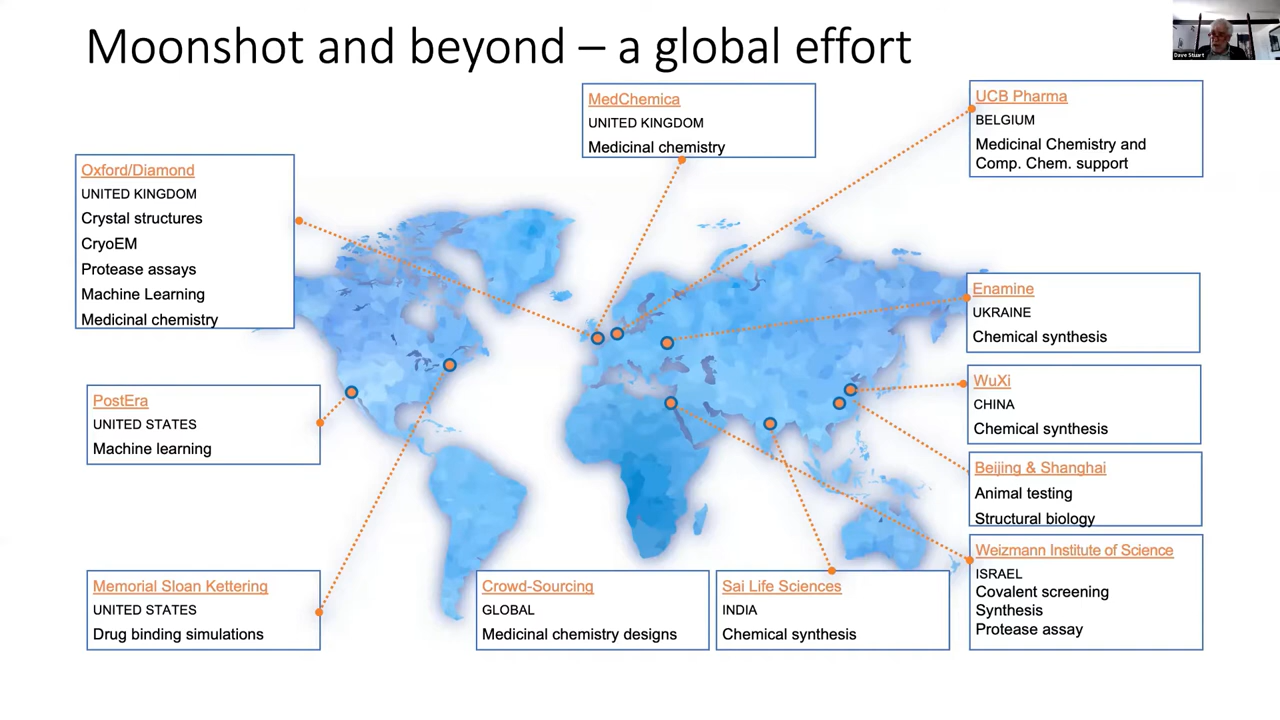 Moonshot and beyond – a global effort
Dave Stuart
MedChemica
UNITED KINGDOM
Medicinal chemistry
UCB Pharma
BELGIUM
Medicinal Chemistry and
Comp. Chem. support
Oxford/Diamond
UNITED KINGDOM
Crystal structures
CryoEM
Protease assays
Machine Learning
Medicinal chemistry
Enamine
UKRAINE
Chemical synthesis
PostEra
UNITED STATES
Machine learning
WuXi
CHINA
Chemical synthesis
Beijing & Shanghai
Animal testing
Structural biology
Memorial Sloan Kettering
UNITED STATES
Drug binding simulations
Crowd-Sourcing
GLOBAL
Medicinal chemistry designs
Sai Life Sciences
INDIA
Chemical synthesis
Weizmann Institute of Science
ISRAEL
Covalent screening
Synthesis
Protease assay